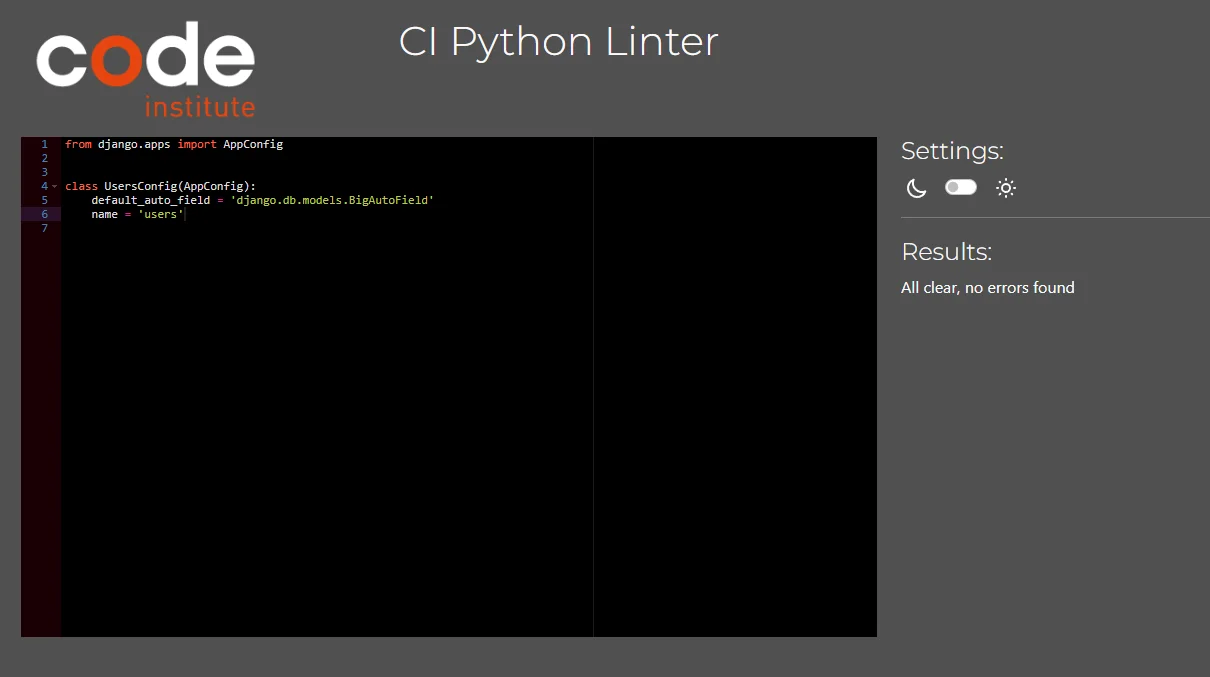 code
institute
CI Python Linter
1 from django.apps import AppConfig
2
3
4 class UsersConfig(AppConfig):
5     default_auto_field = 'django.db.models.BigAutoField'
6     name = 'users'
7
Settings:
Results:
All clear, no errors found